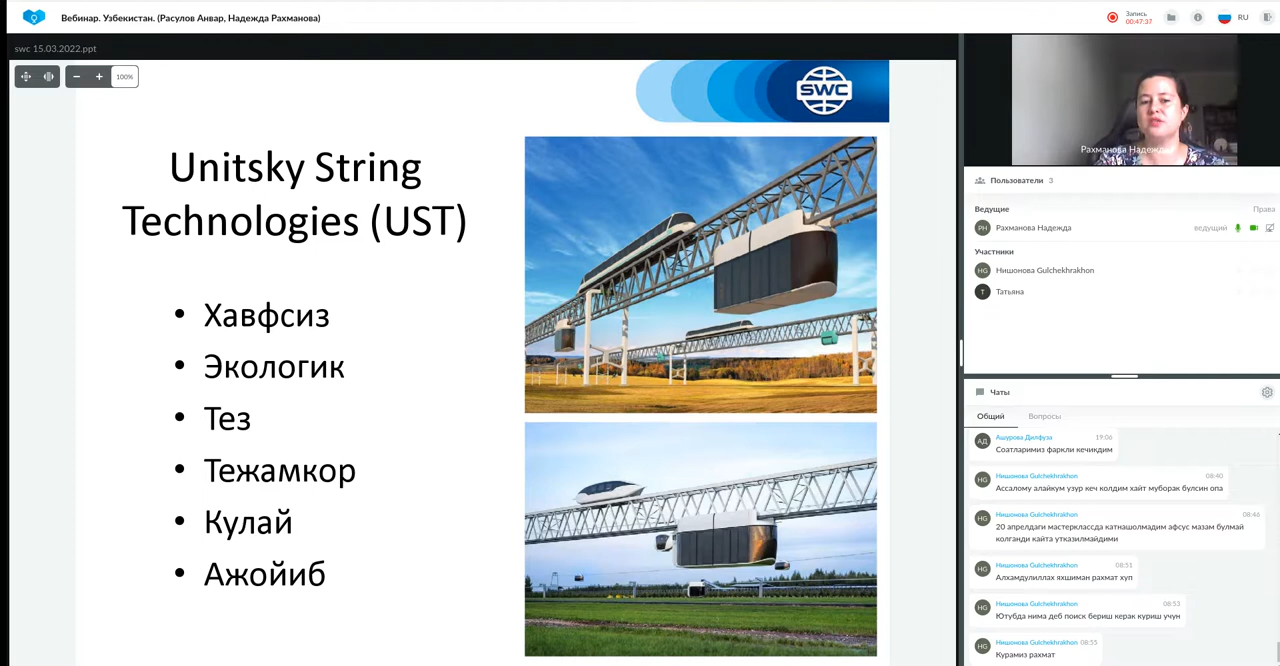 Вебинар. Узбекистан. (Расулов Анвар, Надежда Рахманова)
Запись
00:47:37
RU
swc 15.03.2022.ppt
100%
SWC
Unitsky String
Technologies (UST)
• Хавфсиз
• Экологик
• Тез
• Тежамкор
• Кулай
• Ажойиб
Рахманова Надежда
Пользователи 3
Ведущие
Права
РН Рахманова Надежда
ведущий
Участники
HG Нишонова Gulchekhrakhon
Т Татьяна
Чаты
Общий
Вопросы
АД Ашурова Дилфуза 19:06
Соатларимиз фаркли кечикдим
HG Нишонова Gulchekhrakhon 08:40
Ассалому алайкум узур кеч колдим хайт муборак булсин опа
HG Нишонова Gulchekhrakhon 08:46
20 апрелдаги мастерклассда катнашолмадим афсус мазам булмай
колганди кайта утказилмайдими
HG Нишонова Gulchekhrakhon 08:51
Алхамдулиллах яхшиман рахмат хуп
HG Нишонова Gulchekhrakhon 08:53
Ютубда нима деб поиск бериш керак куриш учун
HG Нишонова Gulchekhrakhon 08:55
Курамиз рахмат